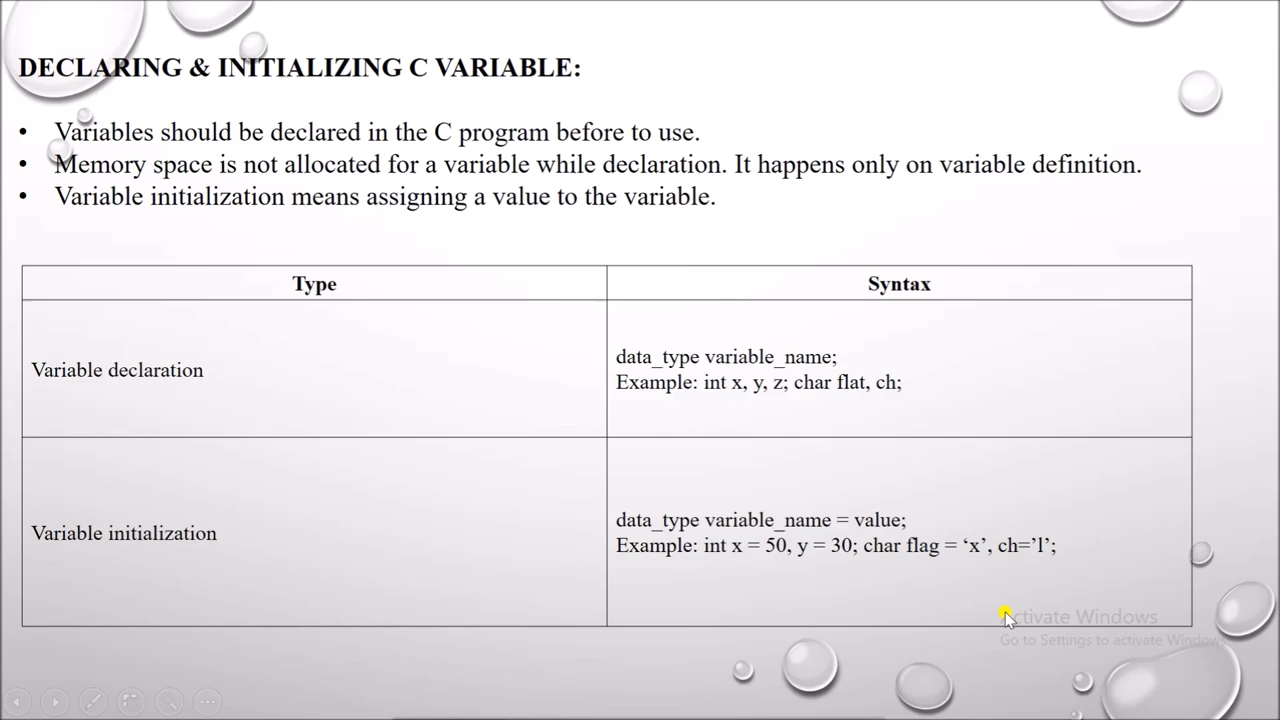 DECLARING & INITIALIZING C VARIABLE:
• Variables should be declared in the C program before to use.
• Memory space is not allocated for a variable while declaration. It happens only on variable definition.
• Variable initialization means assigning a value to the variable.
Type
Syntax
Variable declaration
data_type variable_name;
Example: int x, y, z; char flat, ch;
Variable initialization
data_type variable_name = value;
Example: int x = 50, y = 30; char flag = ‘x’, ch=’l’;
Activate Windows
Go to Settings to activate Windows.